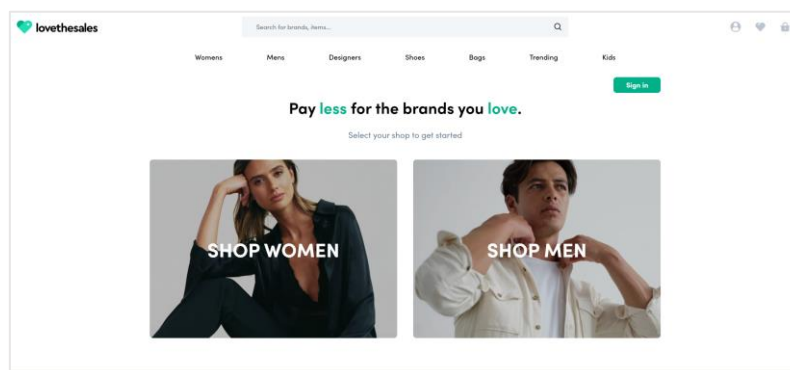 lovethesales
Search for brands, items...
Womens Mens Designers Shoes Bags Trending Kids
Sign in
Pay less for the brands you love.
Select your shop to get started
SHOP WOMEN SHOP MEN